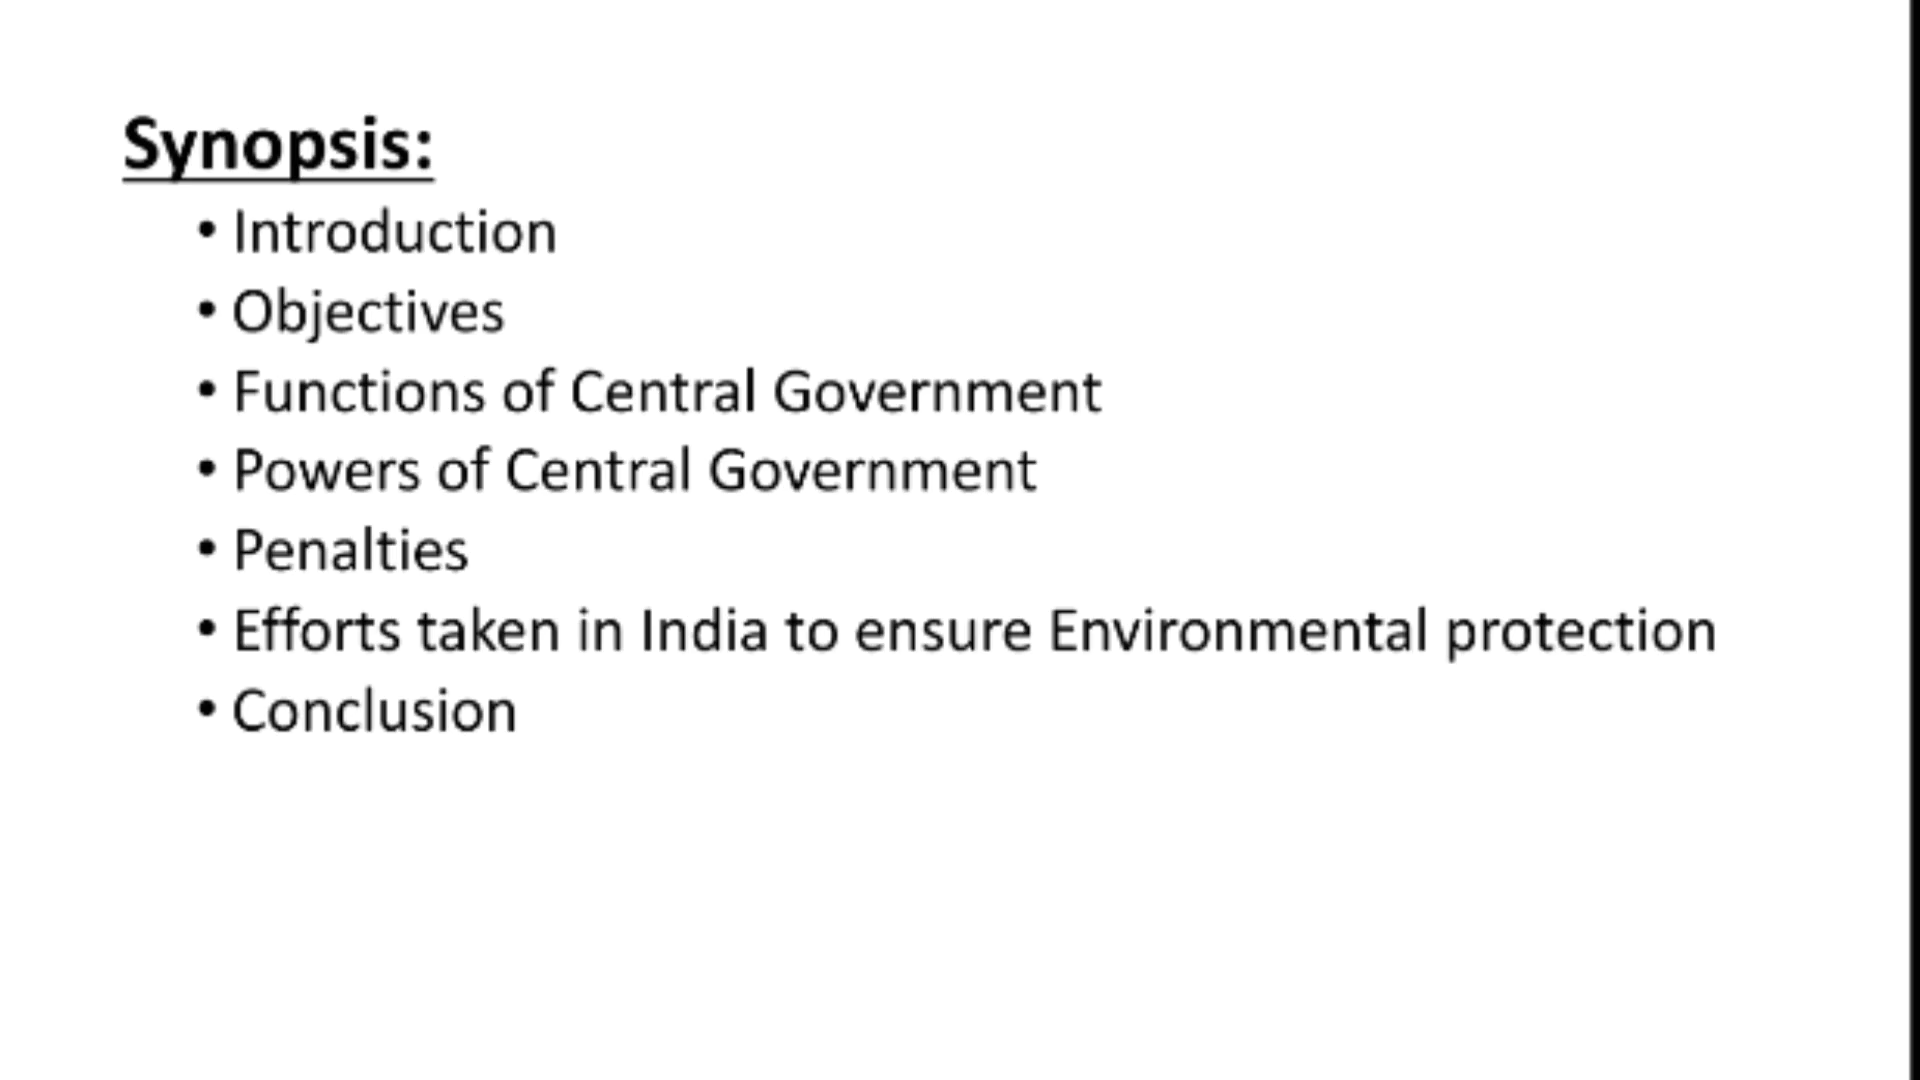 Synopsis:
• Introduction
• Objectives
• Functions of Central Government
• Powers of Central Government
• Penalties
• Efforts taken in India to ensure Environmental protection
• Conclusion